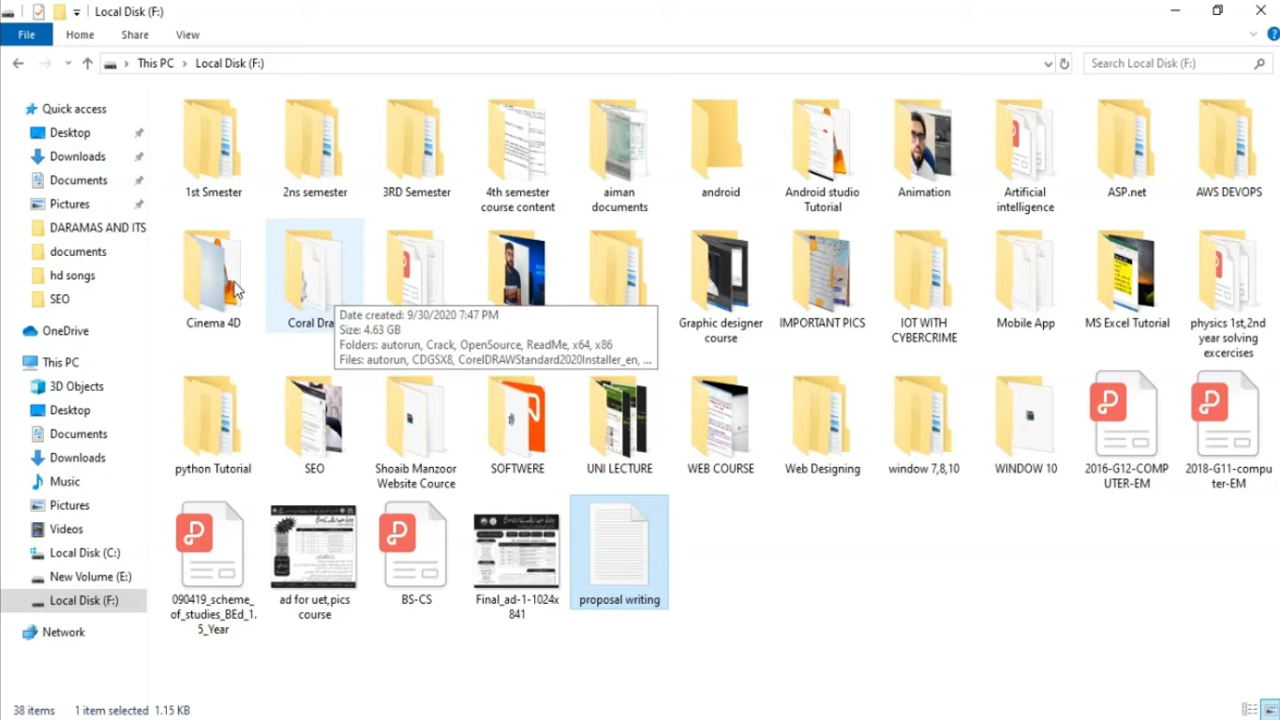 Local Disk (F:)
File Home Share View
This PC Local Disk (F:) Search Local Disk (F:)
Quick access
Desktop
Downloads
Documents
Pictures
DARAMAS AND ITS
documents
hd songs
SEO
OneDrive
This PC
3D Objects
Desktop
Documents
Downloads
Music
Pictures
Videos
Local Disk (C:)
New Volume (E:)
Local Disk (F:)
Network
1st Smester
2ns semester
3RD Semester
4th semester
course content
aiman
documents
android
Android studio
Tutorial
Animation
Artificial
intelligence
ASP.net
AWS DEVOPS
Cinema 4D
Coral Dra
Date created: 9/30/2020 7:47 PM
Size: 4.63 GB
Folders: autorun, Crack, OpenSource, ReadMe, x64, x86
Files: autorun, CDGSX8, CorelDRAWStandard2020Installer_en, ...
Graphic designer
course
IMPORTANT PICS
IOT WITH
CYBERCRIME
Mobile App
MS Excel Tutorial
physics 1st,2nd
year solving
excercises
python Tutorial
SEO
Shoaib Manzoor
Website Cource
SOFTWERE
UNI LECTURE
WEB COURSE
Web Designing
window 7,8,10
WINDOW 10
2016-G12-COMP
UTER-EM
2018-G11-compu
ter-EM
090419_scheme_
of_studies_BEd_1.
5_Year
ad for uet,pics
course
BS-CS
Final_ad-1-1024x
841
proposal writing
38 items 1 item selected 1.15 KB